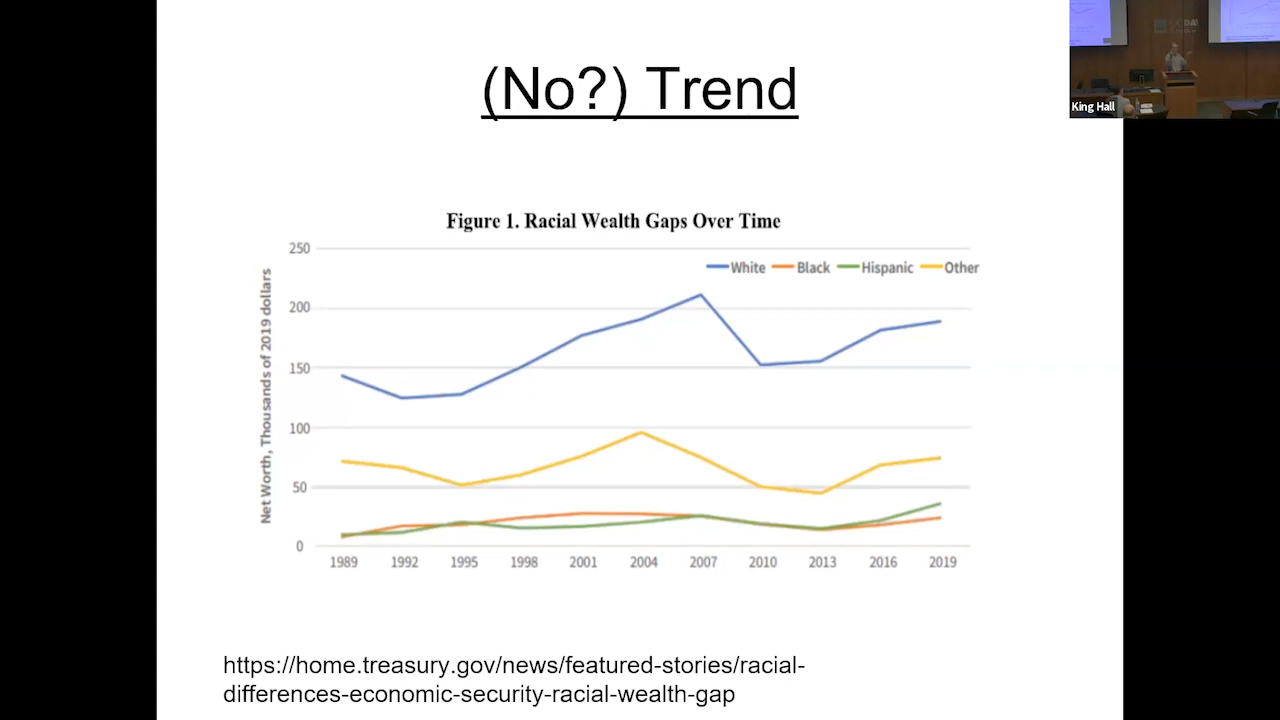 (No?) Trend
King Hall
Figure 1. Racial Wealth Gaps Over Time
Net Worth, Thousands of 2019 dollars
250
200
150
100
50
0
White Black Hispanic Other
1989 1992 1995 1998 2001 2004 2007 2010 2013 2016 2019
https://home.treasury.gov/news/featured-stories/racial-
differences-economic-security-racial-wealth-gap